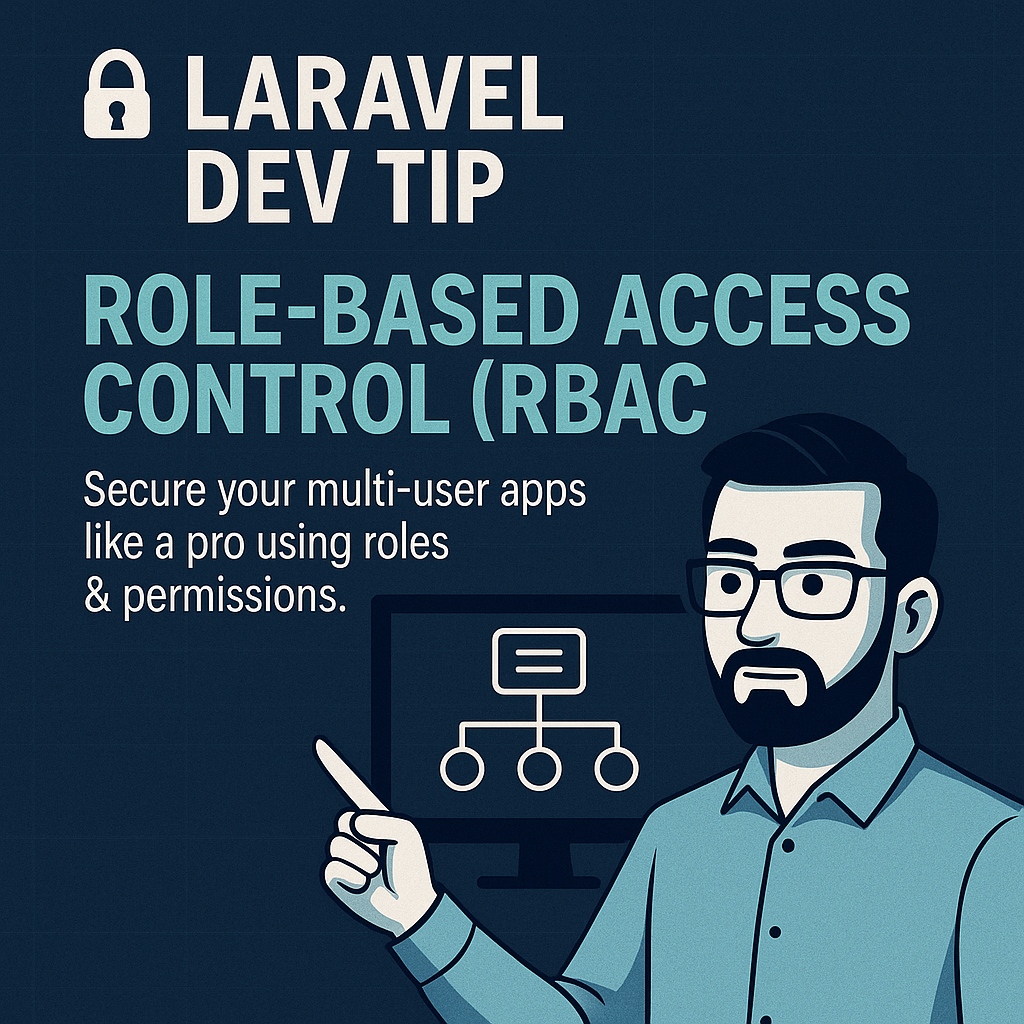 LARAVEL
DEV TIP
ROLE-BASED ACCESS
CONTROL (RBAC
Secure your multi-user apps
like a pro using roles
& permissions.